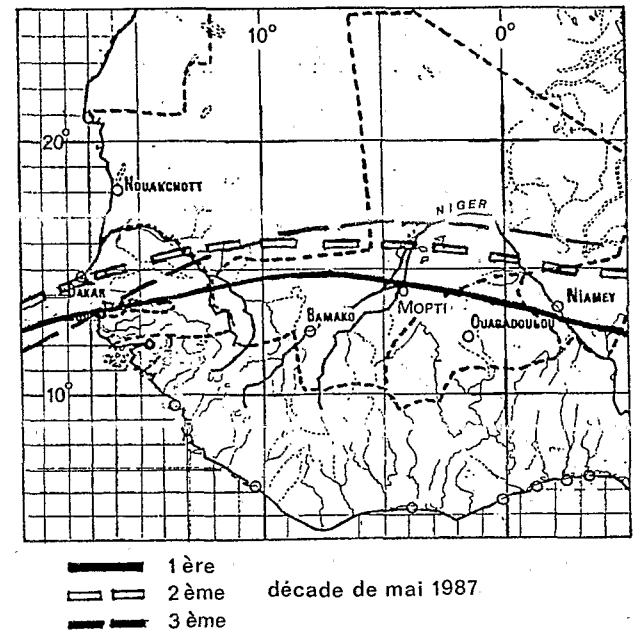 10° 0°
20°
NOUAKCHOTT
NIGER
DAKAR
NIAMEY
BAMAKO MOPTI
OUAGADOUGOU
10°
1 ère
2 ème décade de mai 1987
3 ème